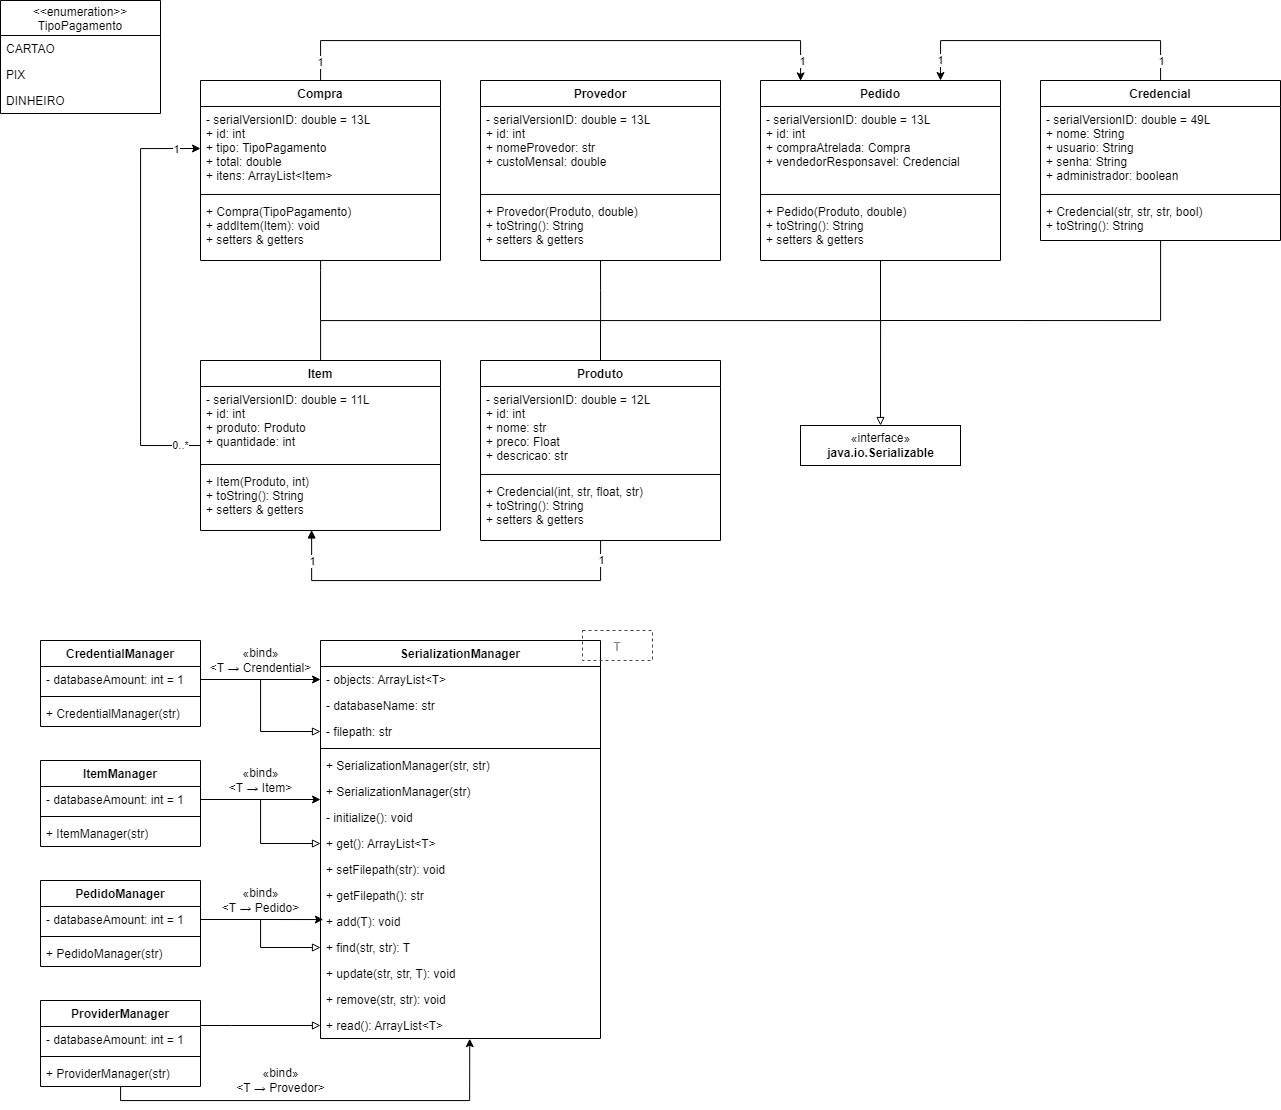 <<enumeration>>
TipoPagamento
CARTAO
PIX
DINHEIRO
1
1
1
1
Compra
- serialVersionID: double = 13L
+ id: int
+ tipo: TipoPagamento
+ total: double
+ itens: ArrayList<Item>
+ Compra(TipoPagamento)
+ addItem(Item): void
+ setters & getters
Provedor
- serialVersionID: double = 13L
+ id: int
+ nomeProvedor: str
+ custoMensal: double
+ Provedor(Produto, double)
+ toString(): String
+ setters & getters
Pedido
- serialVersionID: double = 13L
+ id: int
+ compraAtrelada: Compra
+ vendedorResponsavel: Credencial
+ Pedido(Produto, double)
+ toString(): String
+ setters & getters
Credencial
- serialVersionID: double = 49L
+ nome: String
+ usuario: String
+ senha: String
+ administrador: boolean
+ Credencial(str, str, str, bool)
+ toString(): String
1
0..*
Item
- serialVersionID: double = 11L
+ id: int
+ produto: Produto
+ quantidade: int
+ Item(Produto, int)
+ toString(): String
+ setters & getters
Produto
- serialVersionID: double = 12L
+ id: int
+ nome: str
+ preco: Float
+ descricao: str
+ Credencial(int, str, float, str)
+ toString(): String
+ setters & getters
«interface»
java.io.Serializable
1
1
CredentialManager
- databaseAmount: int = 1
+ CredentialManager(str)
«bind»
<T → Crendential>
ItemManager
- databaseAmount: int = 1
+ ItemManager(str)
«bind»
<T → Item>
PedidoManager
- databaseAmount: int = 1
+ PedidoManager(str)
«bind»
<T → Pedido>
ProviderManager
- databaseAmount: int = 1
+ ProviderManager(str)
«bind»
<T → Provedor>
T
SerializationManager
- objects: ArrayList<T>
- databaseName: str
- filepath: str
+ SerializationManager(str, str)
+ SerializationManager(str)
- initialize(): void
+ get(): ArrayList<T>
+ setFilepath(str): void
+ getFilepath(): str
+ add(T): void
+ find(str, str): T
+ update(str, str, T): void
+ remove(str, str): void
+ read(): ArrayList<T>